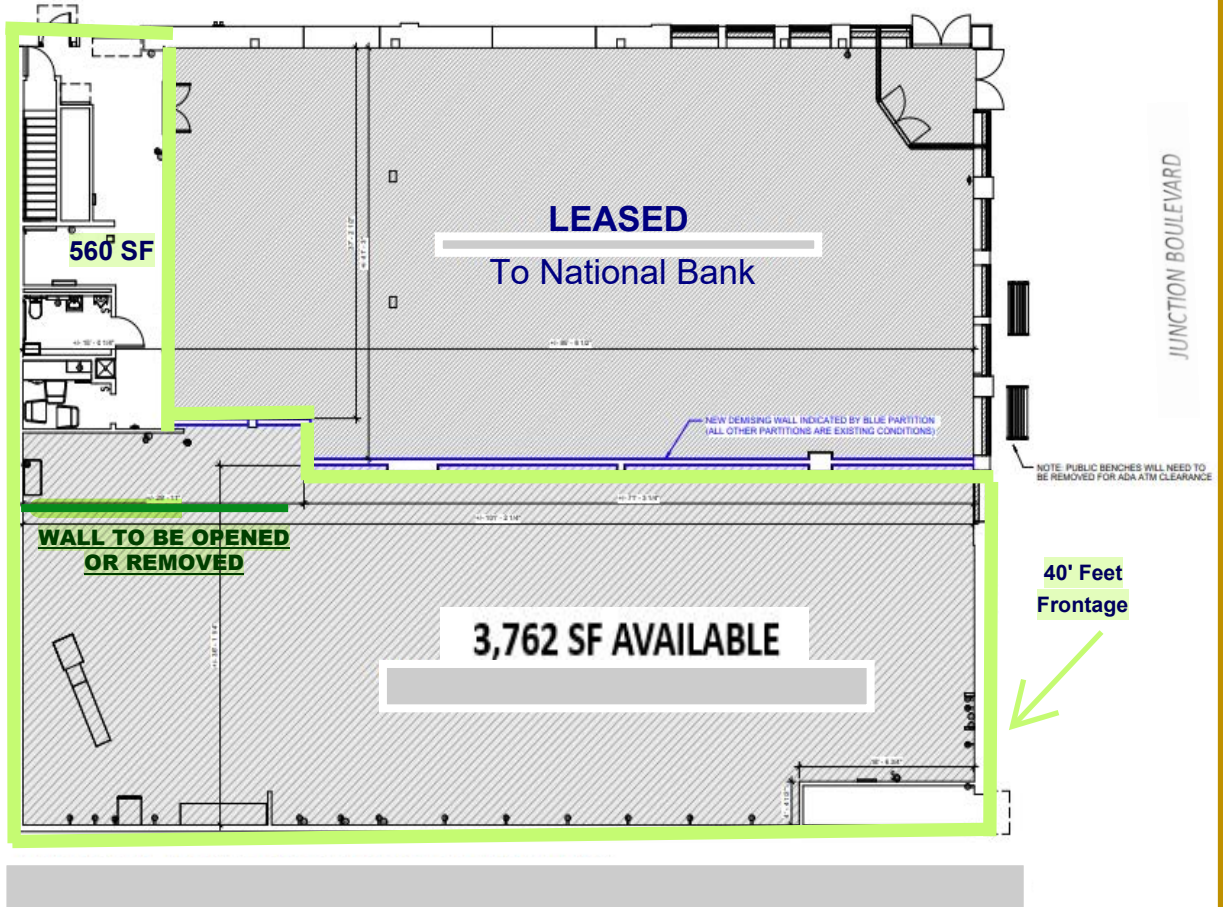 LEASED
To National Bank
560 SF
JUNCTION BOULEVARD
NEW DEMISING WALL INDICATED BY BLUE PARTITION
(ALL OTHER PARTITIONS ARE EXISTING CONDITIONS)
NOTE: PUBLIC BENCHES WILL NEED TO
BE REMOVED FOR ADA ATM CLEARANCE
WALL TO BE OPENED
OR REMOVED
40' Feet
Frontage
3,762 SF AVAILABLE